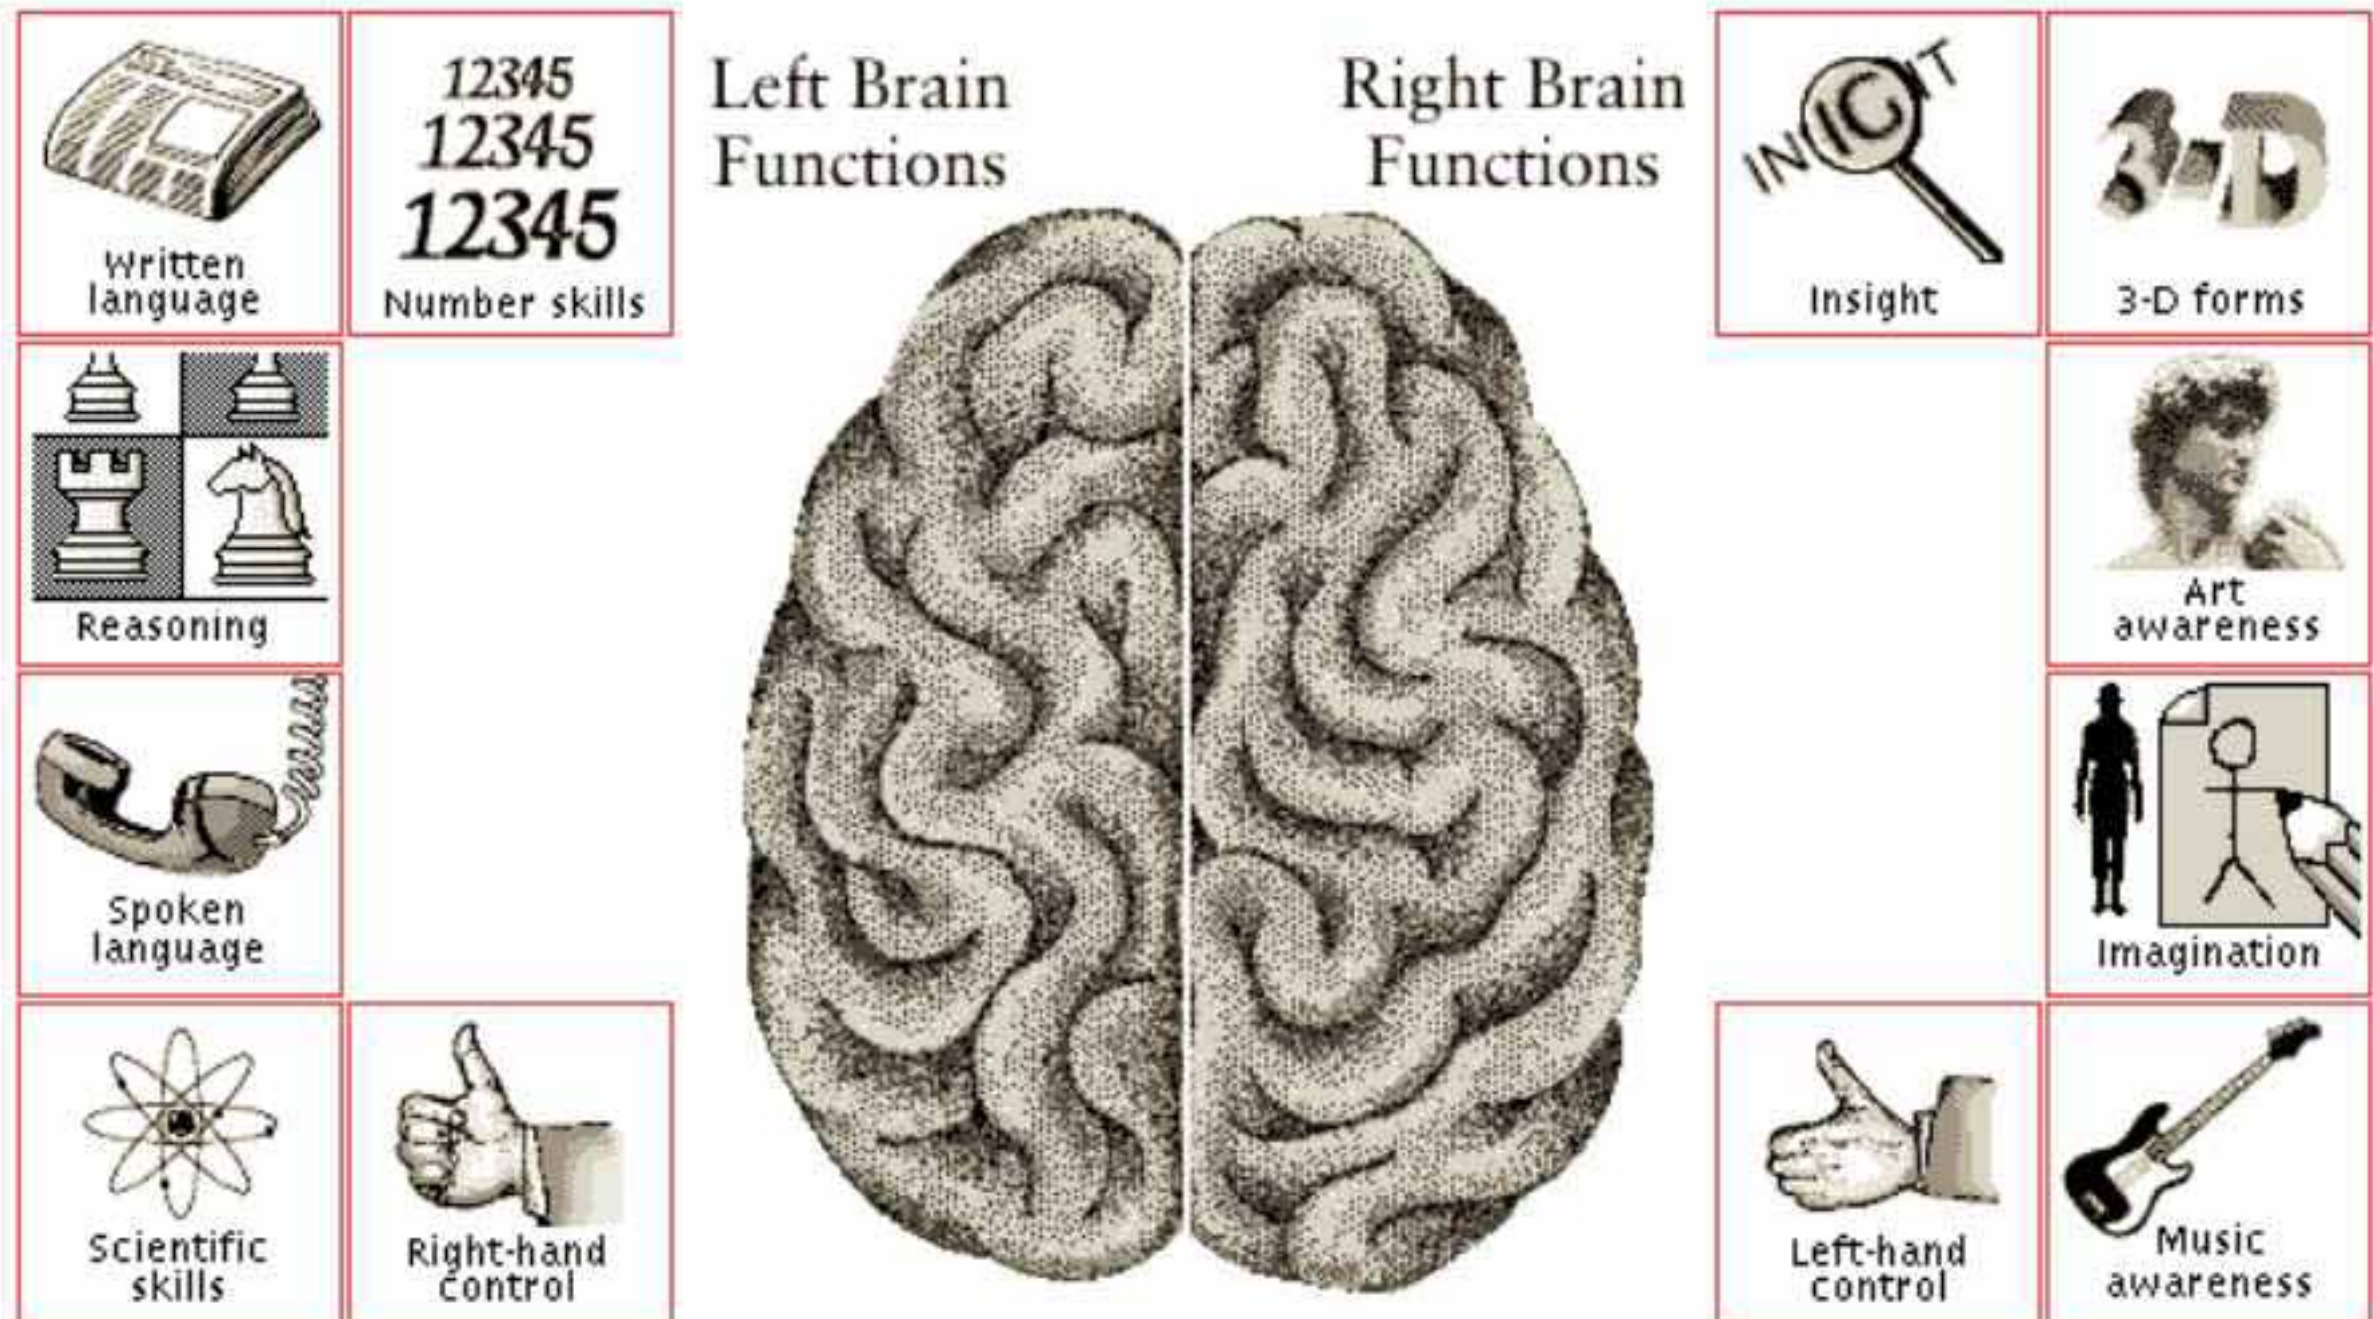 Written
language
12345
12345
12345
Number skills
Left Brain
Functions
Right Brain
Functions
INSIGIT
Insight
3-D
3-D forms
Reasoning
Art
awareness
Spoken
language
Imagination
Scientific
skills
Right-hand
control
Left-hand
control
Music
awareness